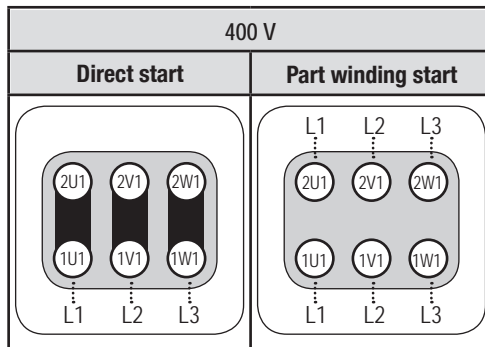 400 V
Direct start
Part winding start
L1 L2 L3
2U1 2V1 2W1
2U1 2V1 2W1
1U1 1V1 1W1
1U1 1V1 1W1
L1 L2 L3
L1 L2 L3